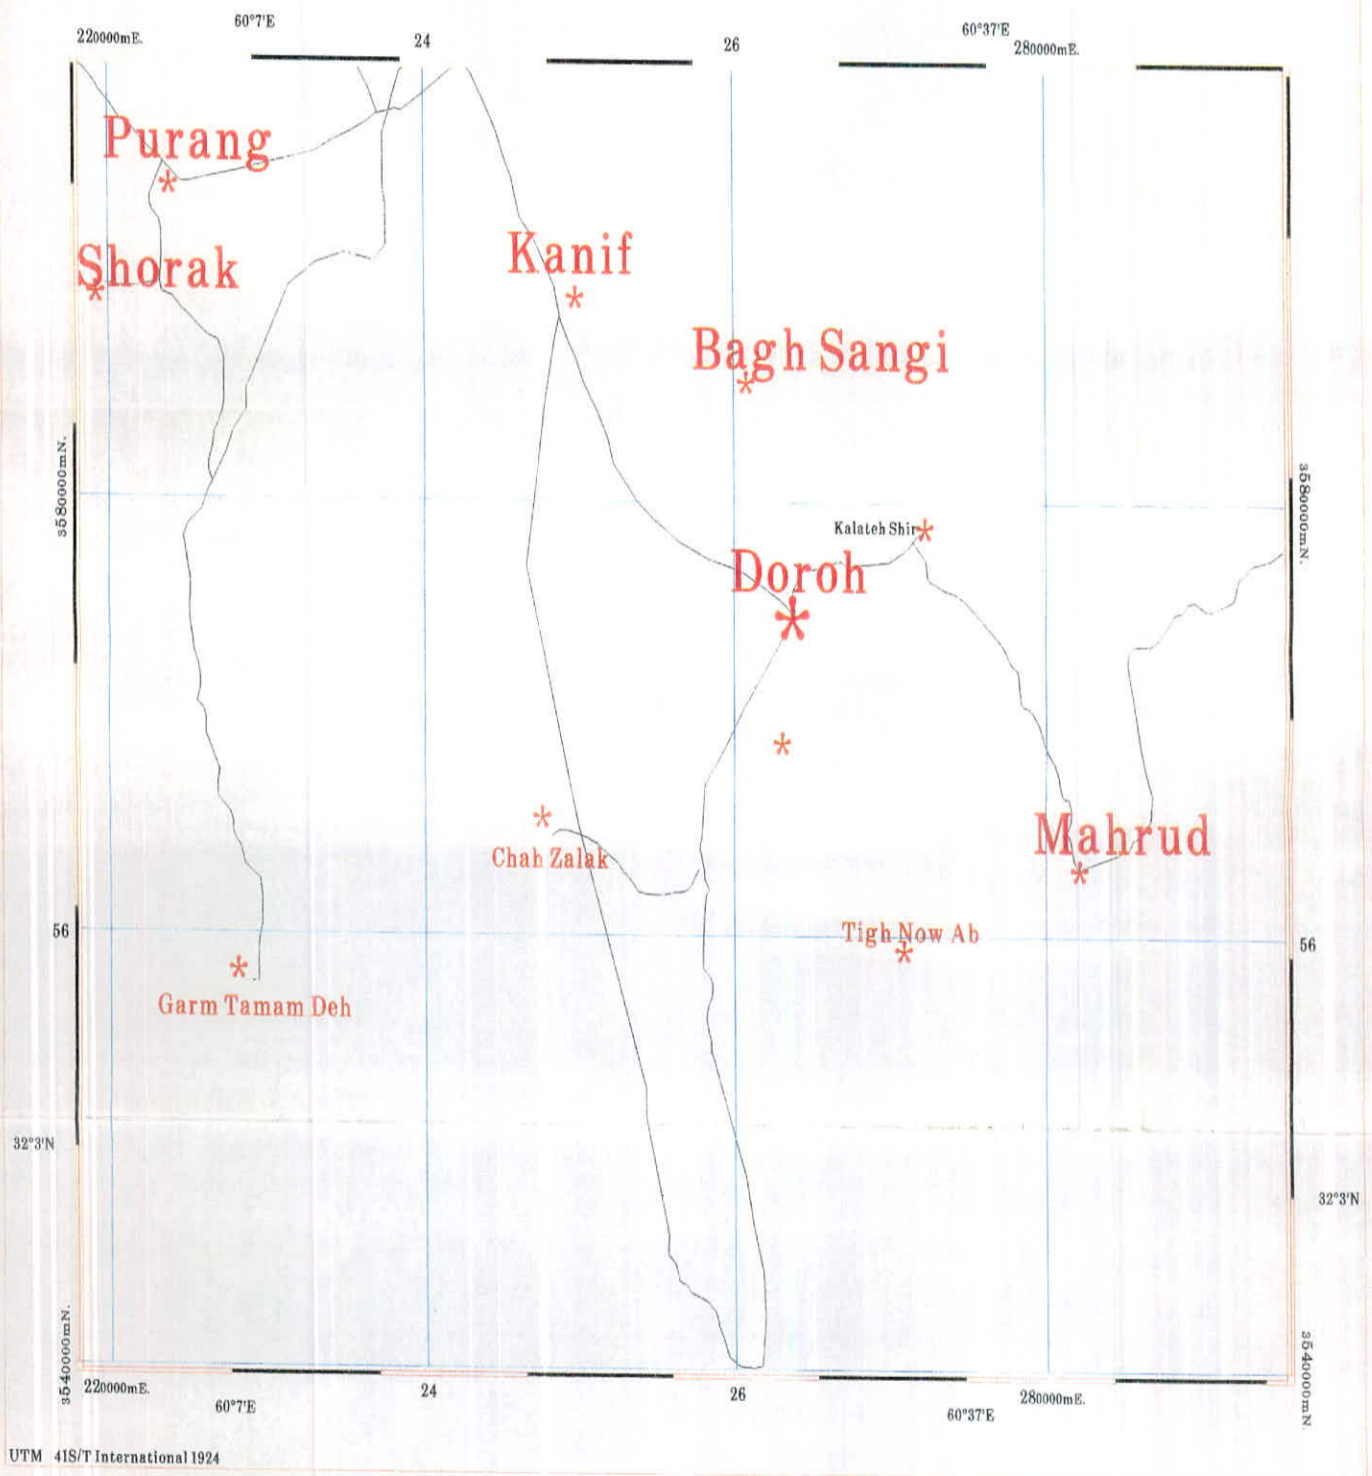 60°7'E
60°37'E
220000mE.
24
26
280000mE.
Purang
Shorak
Kanif
Bagh Sangi
3580000mN.
3580000mN.
Kalateh Shir
Doroh
Mahrud
Chah Zalak
56
Tigh Now Ab
56
Garm Tamam Deh
32°3'N
32°3'N
3540000mN.
3540000mN.
220000mE.
24
26
280000mE.
60°7'E
60°37'E
UTM 41S/T International 1924